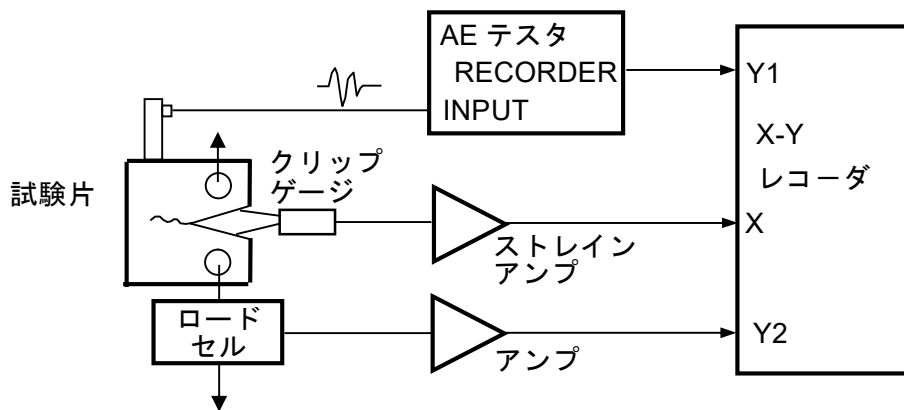 AE テスタ
RECORDER
INPUT
Y1
X-Y
レコーダ
クリップ
ゲージ
試験片
X
ストレイン
アンプ
ロード
セル
アンプ
Y2